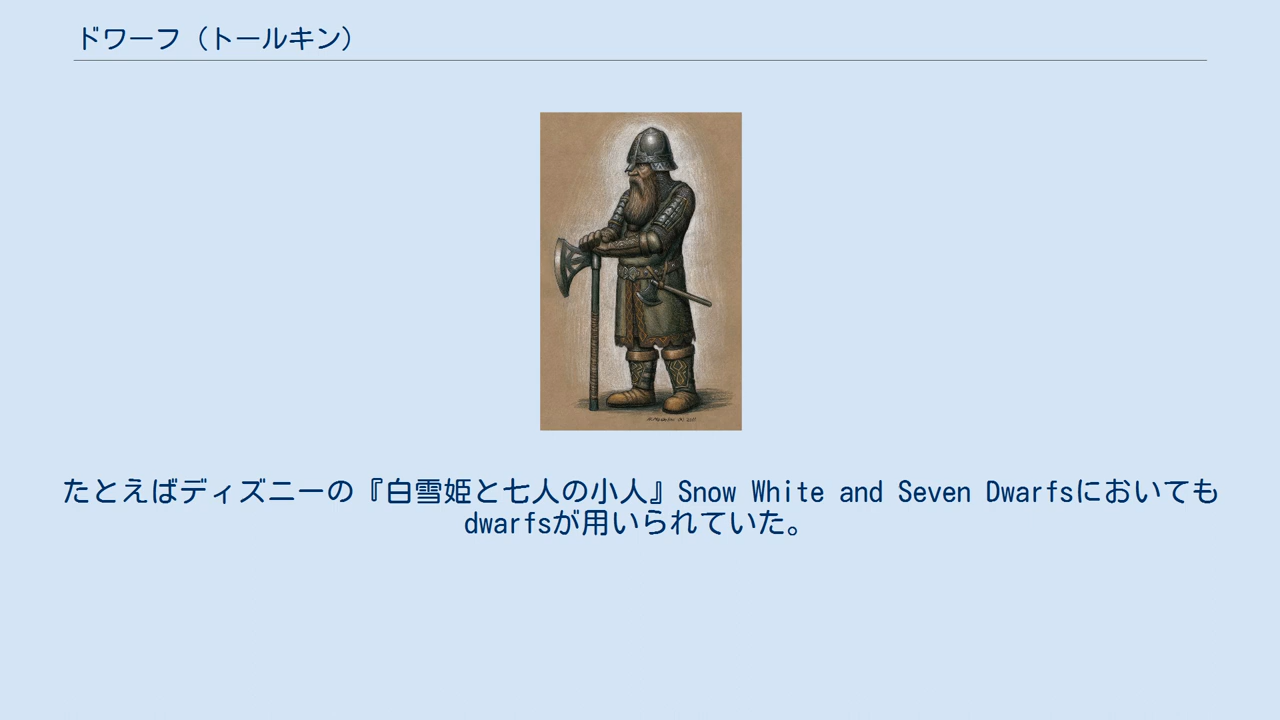 ドワーフ（トールキン）
たとえばディズニーの『白雪姫と七人の小人』Snow White and Seven Dwarfsにおいても
dwarfsが用いられていた。